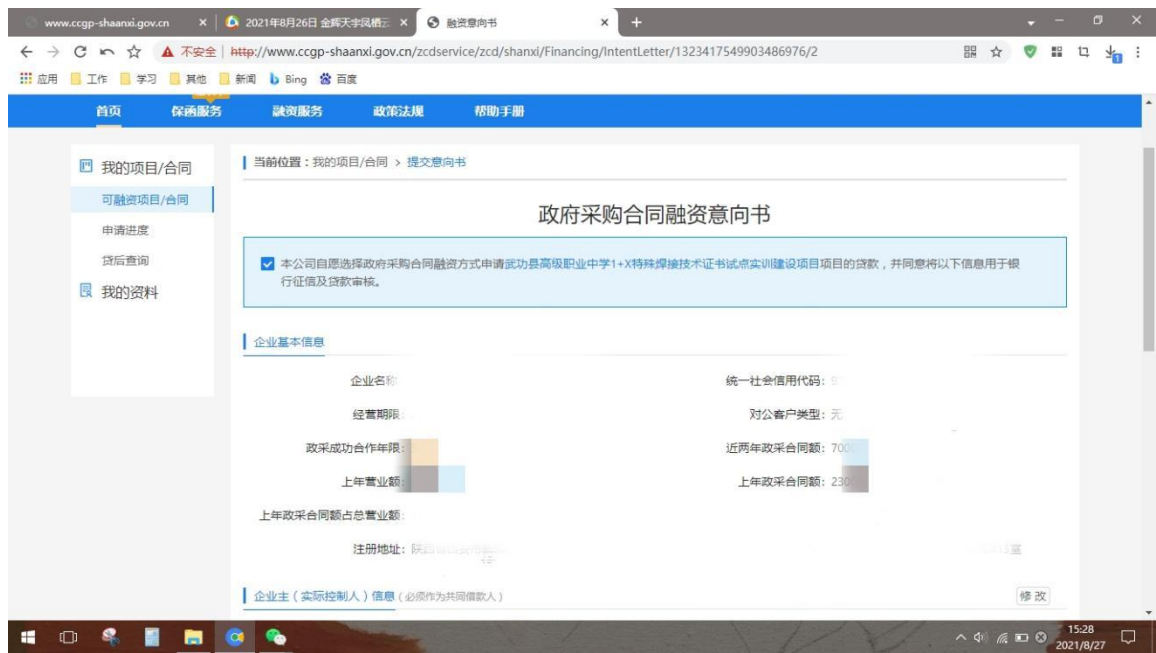 www.ccgp-shaanxi.gov.cn
2021年8月26日 金辉天宇凤栖云
融资意向书
不安全 http://www.ccgp-shaanxi.gov.cn/zcdservice/zcd/shanxi/Financing/IntentLetter/1323417549903486976/2
应用 工作 学习 其他 新闻 Bing 百度
首页 保函服务 融资服务 政策法规 帮助手册
我的项目/合同
可融资项目/合同
申请进度
贷后查询
我的资料
当前位置：我的项目/合同 > 提交意向书
政府采购合同融资意向书
本公司自愿选择政府采购合同融资方式申请武功县高级职业中学1+X特殊焊接技术证书试点实训建设项目项目的贷款，并同意将以下信息用于银
行征信及贷款审核。
企业基本信息
企业名称 统一社会信用代码: 9
经营期限: 对公客户类型: 无
政采成功合作年限: 近两年政采合同额: 700
上年营业额: 上年政采合同额: 230
上年政采合同额占总营业额:
注册地址: 陕 室
企业主（实际控制人）信息（必须作为共同借款人） 修改
15:28
2021/8/27